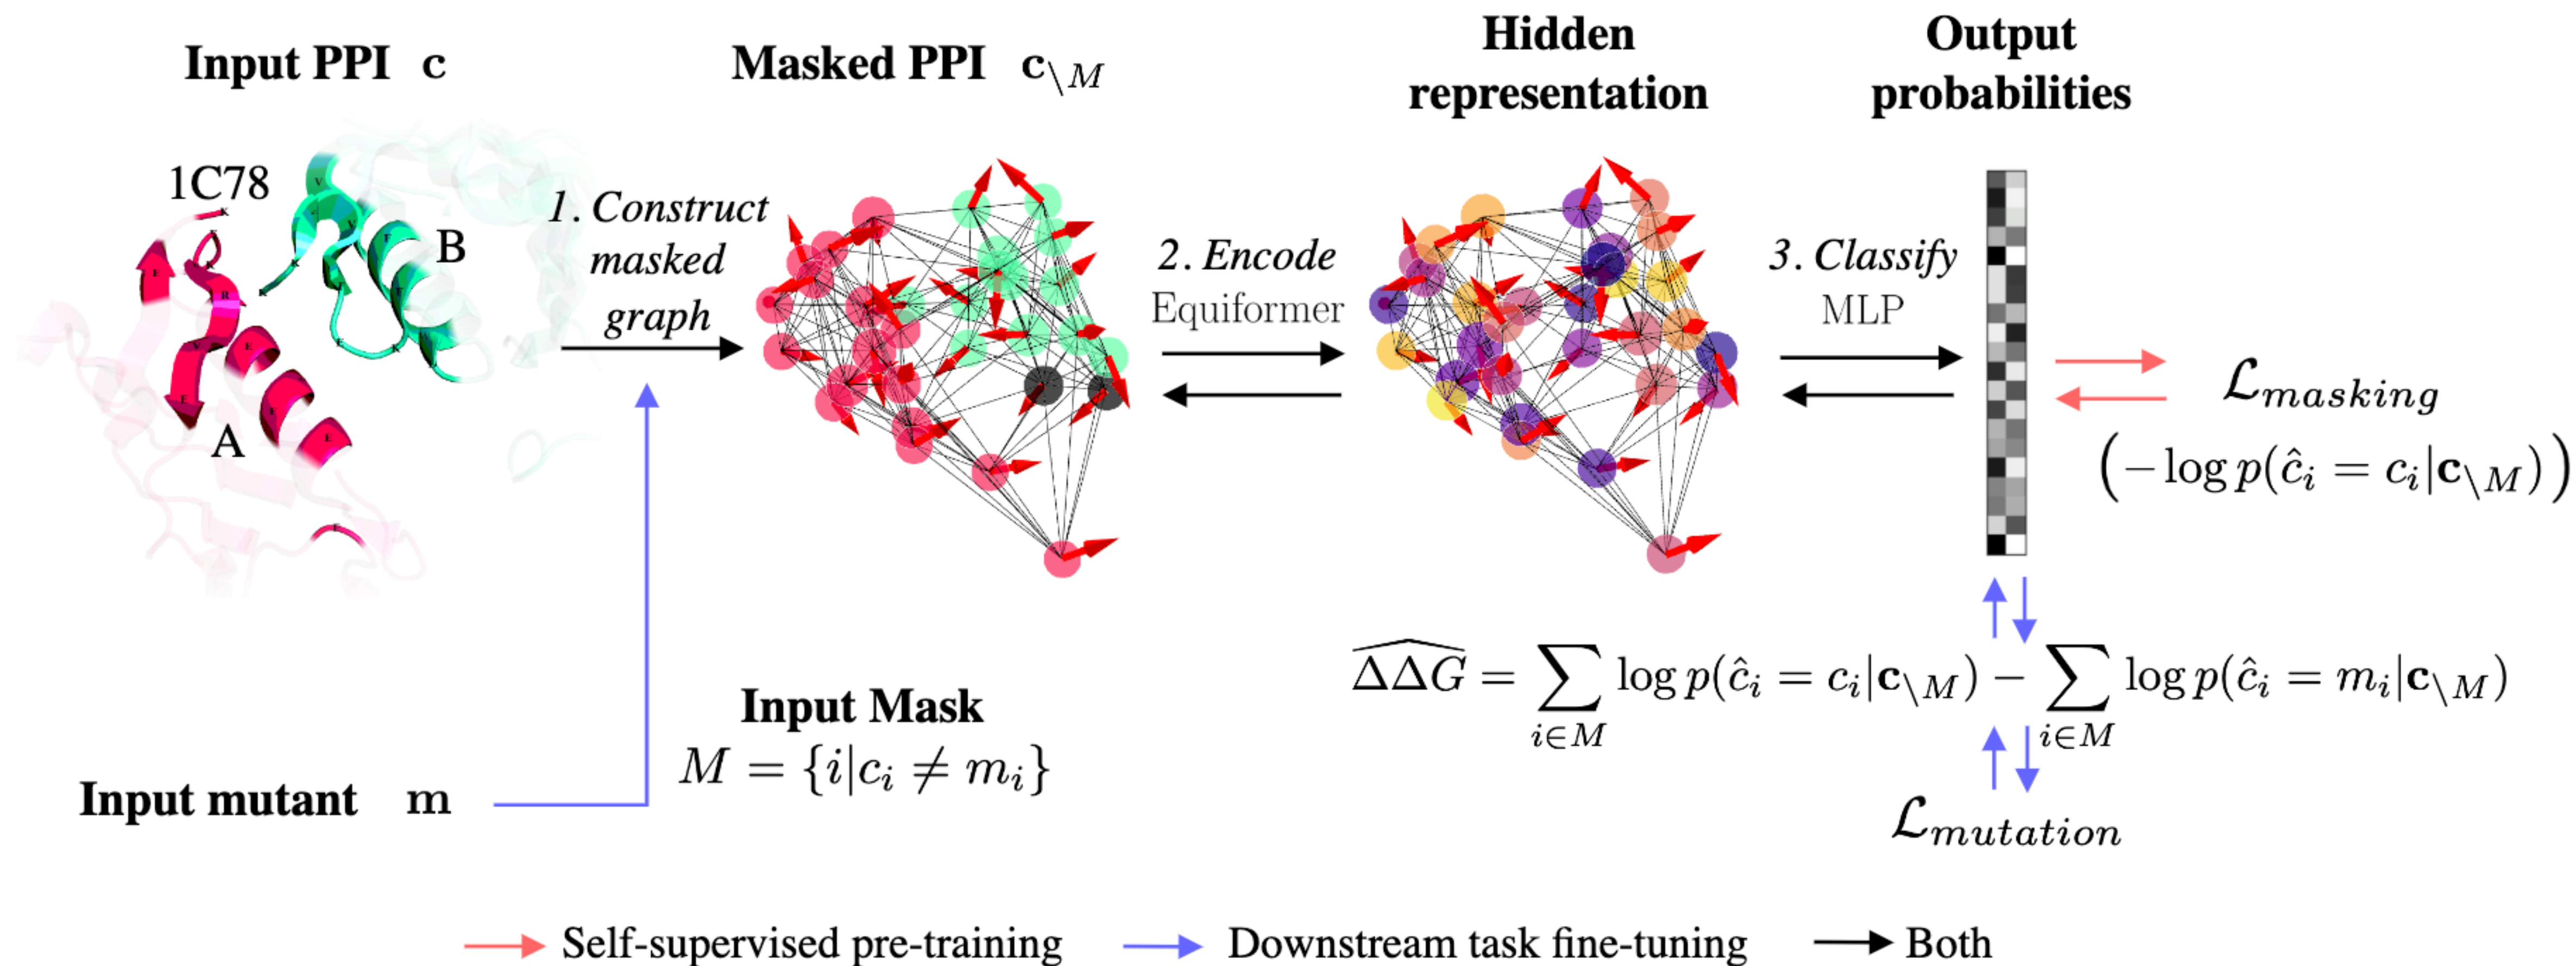 Input PPI c
Masked PPI c\M
Hidden
representation
Output
probabilities
1C78
B
A
1. Construct
masked
graph
2. Encode
Equiformer
3. Classify
MLP
ℒmasking
(− log p(ĉᵢ = cᵢ|c\M))
\widehat{ΔΔG} = ∑i∈M log p(ĉᵢ = cᵢ|c\M) − ∑i∈M log p(ĉᵢ = mᵢ|c\M)
Input Mask
M = {i|cᵢ ≠ mᵢ}
Input mutant m
ℒmutation
Self-supervised pre-training
Downstream task fine-tuning
Both